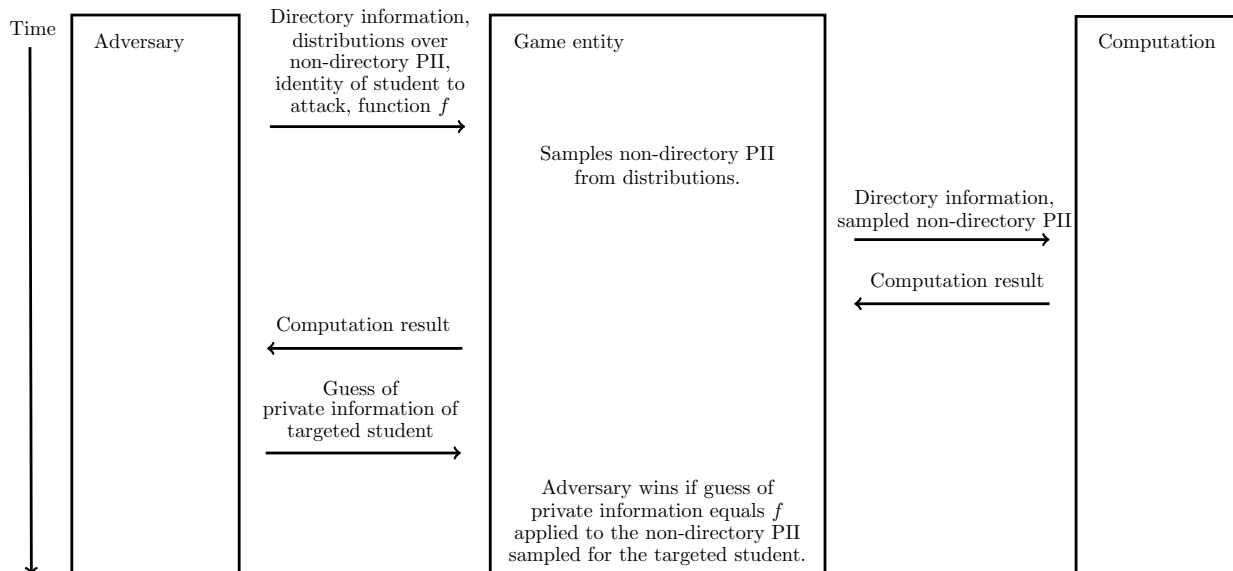 Time
Adversary
Directory information,
distributions over
non-directory PII,
identity of student to
attack, function f
Game entity
Computation
Samples non-directory PII
from distributions.
Directory information,
sampled non-directory PII
Computation result
Computation result
Guess of
private information of
targeted student
Adversary wins if guess of
private information equals f
applied to the non-directory PII
sampled for the targeted student.